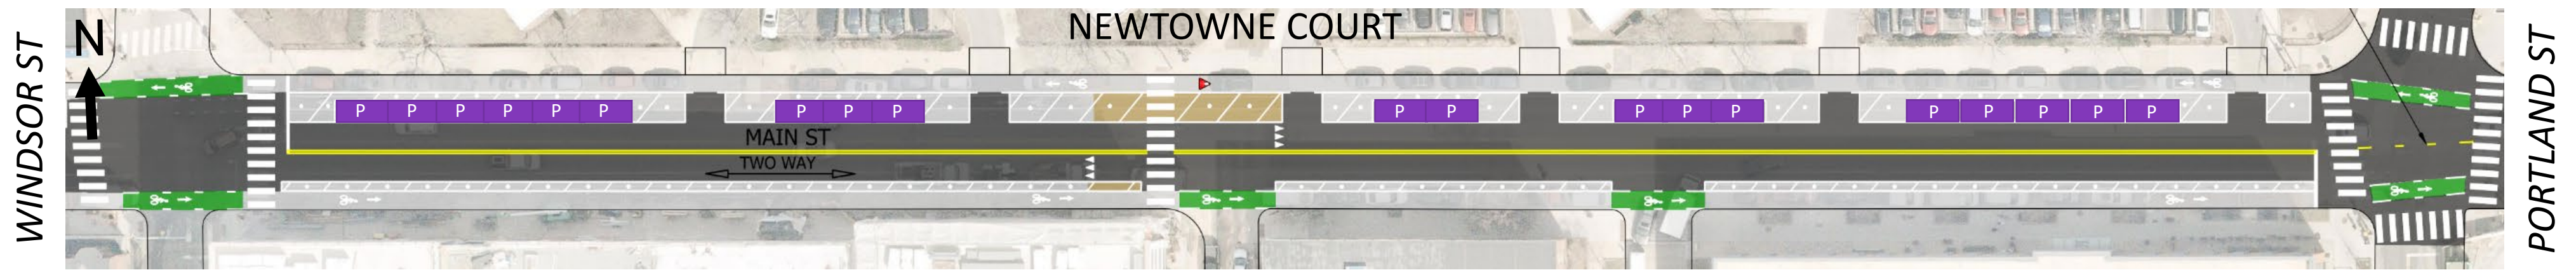 NEWTOWNE COURT
N
WINDSOR ST
P P P P P P P P P P P P P P P P P P P
MAIN ST
TWO WAY
PORTLAND ST